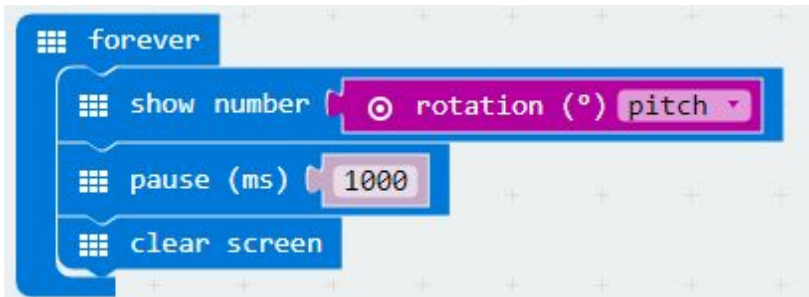 forever
show number rotation (°) pitch
pause (ms) 1000
clear screen